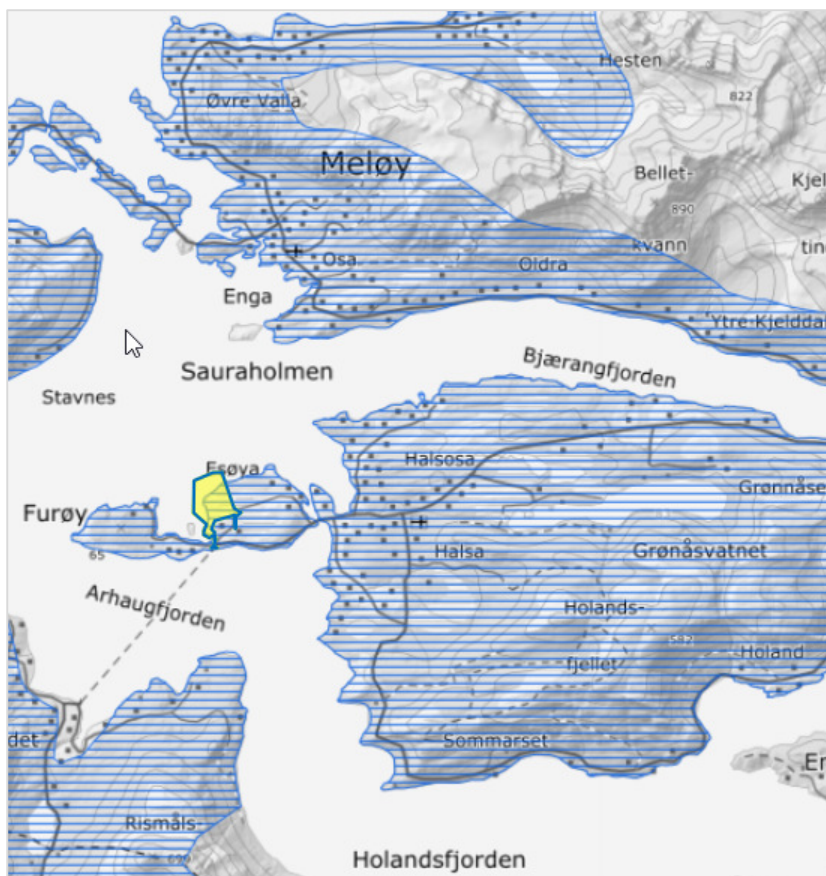 Hesten
Øvre Valla
822
Meløy
Bellet-
Kjel
890
kvann
tin
Osa
Oldra
Enga
Ytre-Kjeldda
Bjærangfjorden
Sauraholmen
Stavnes
Esøya
Halsosa
Grønnåse
Furøy
Halsa
Grønåsvatnet
65
Arhaugfjorden
Holands-
582
Holand
fjellet
det
Sommarset
Er
Rismåls-
Holandsfjorden